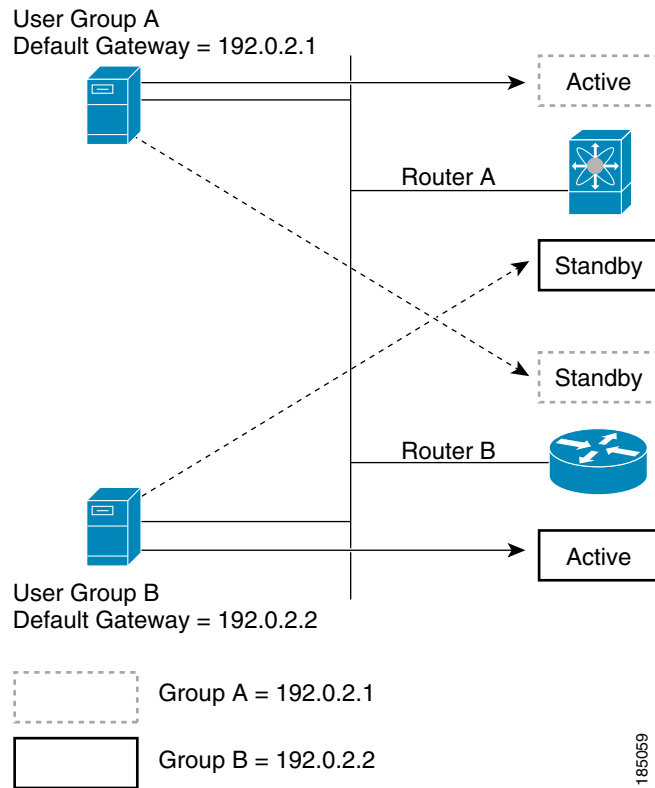 User Group A
Default Gateway = 192.0.2.1
Active
Router A
Standby
Standby
Router B
Active
User Group B
Default Gateway = 192.0.2.2
Group A = 192.0.2.1
Group B = 192.0.2.2
185059